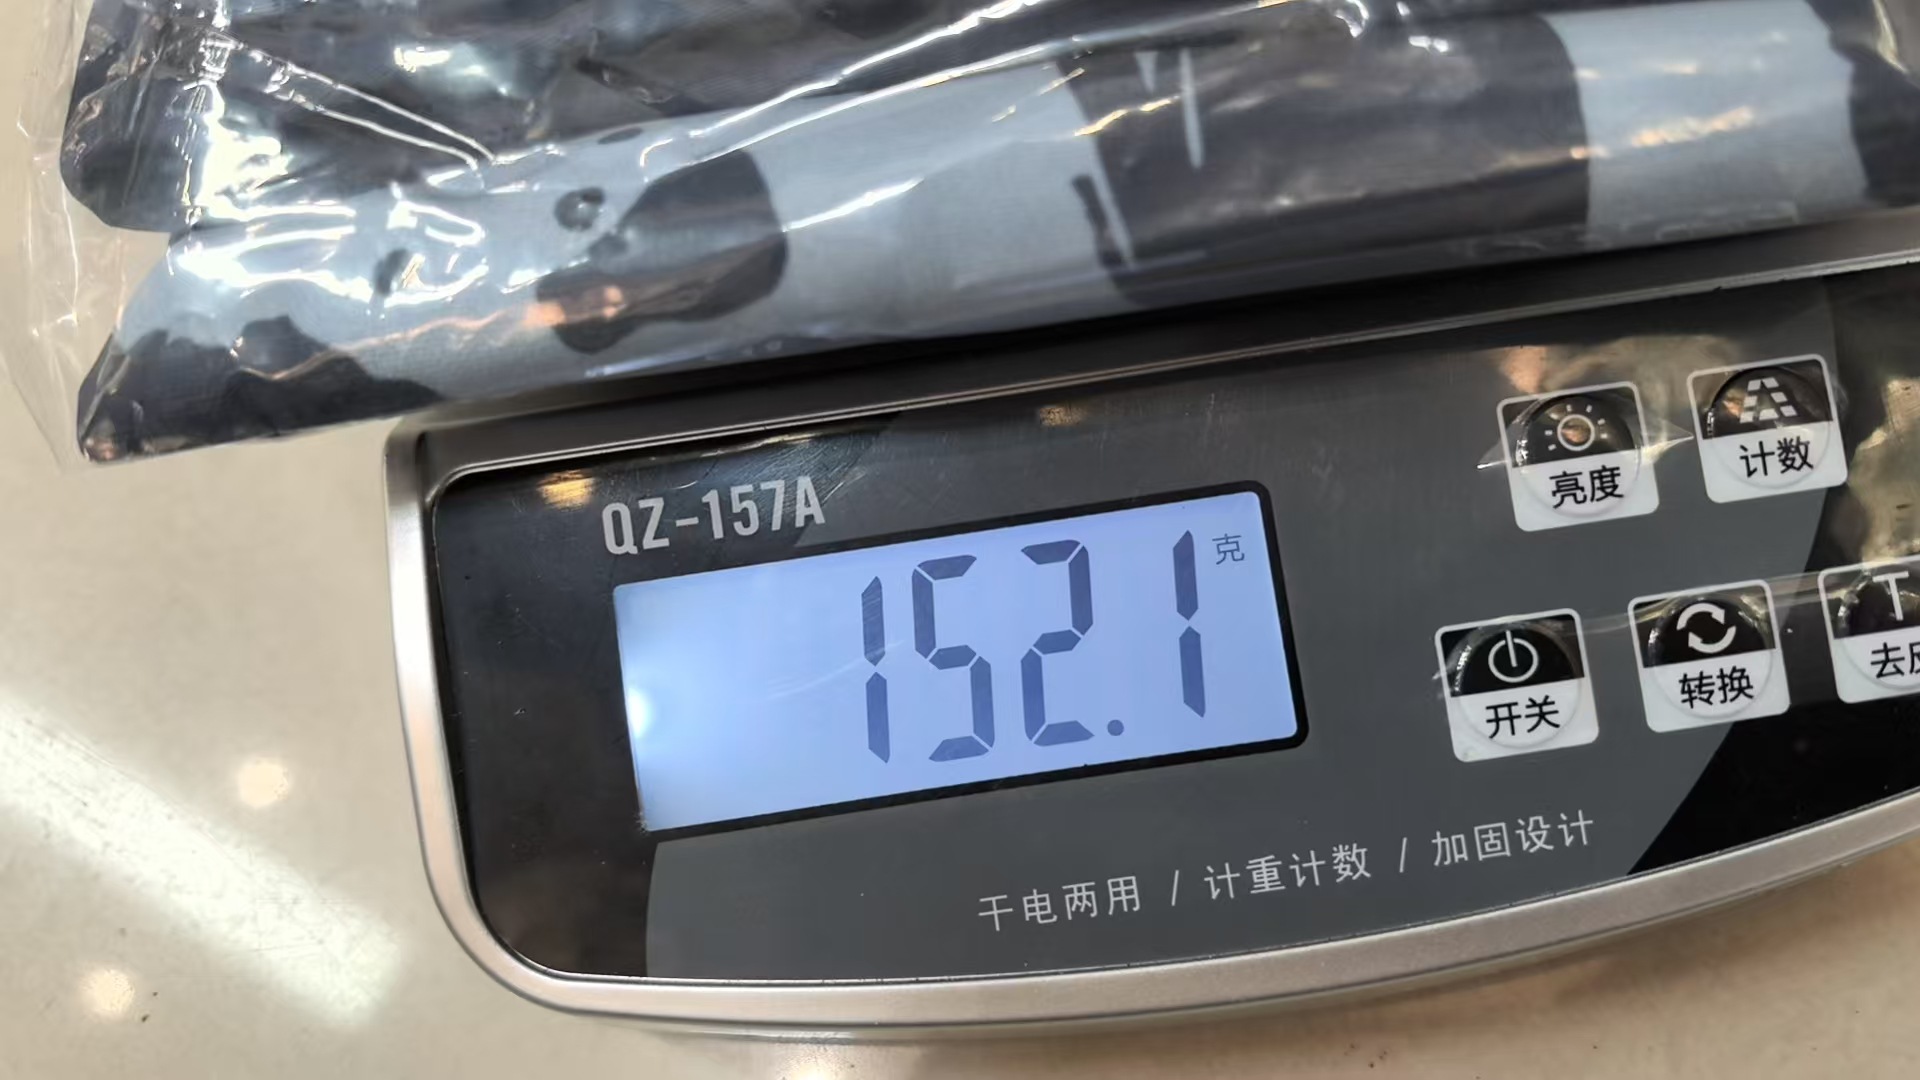 QZ-157A
152.1 克
亮度
计数
开关
转换
T
去
干电两用 / 计重计数 / 加固设计